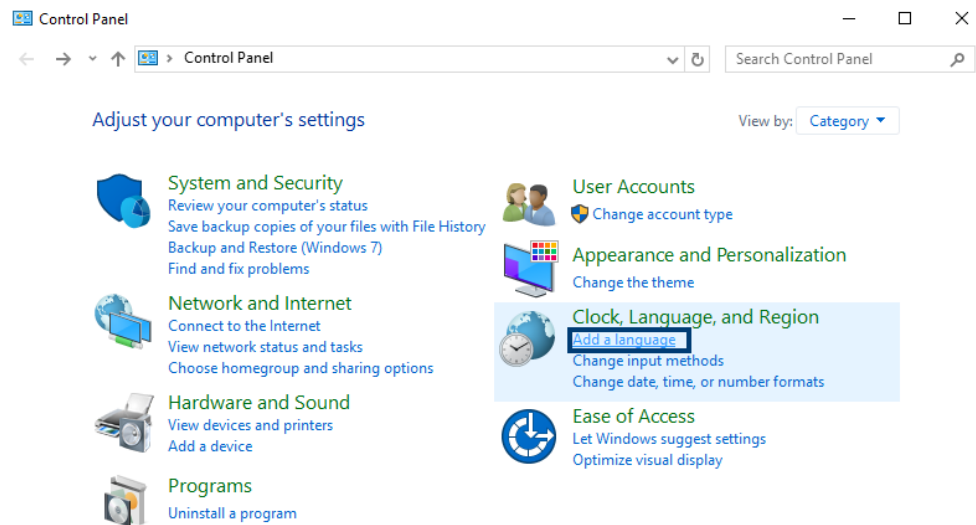 Control Panel
Control Panel
Search Control Panel
Adjust your computer's settings
View by: Category
System and Security
Review your computer's status
Save backup copies of your files with File History
Backup and Restore (Windows 7)
Find and fix problems
Network and Internet
Connect to the Internet
View network status and tasks
Choose homegroup and sharing options
Hardware and Sound
View devices and printers
Add a device
Programs
Uninstall a program
User Accounts
Change account type
Appearance and Personalization
Change the theme
Clock, Language, and Region
Add a language
Change input methods
Change date, time, or number formats
Ease of Access
Let Windows suggest settings
Optimize visual display